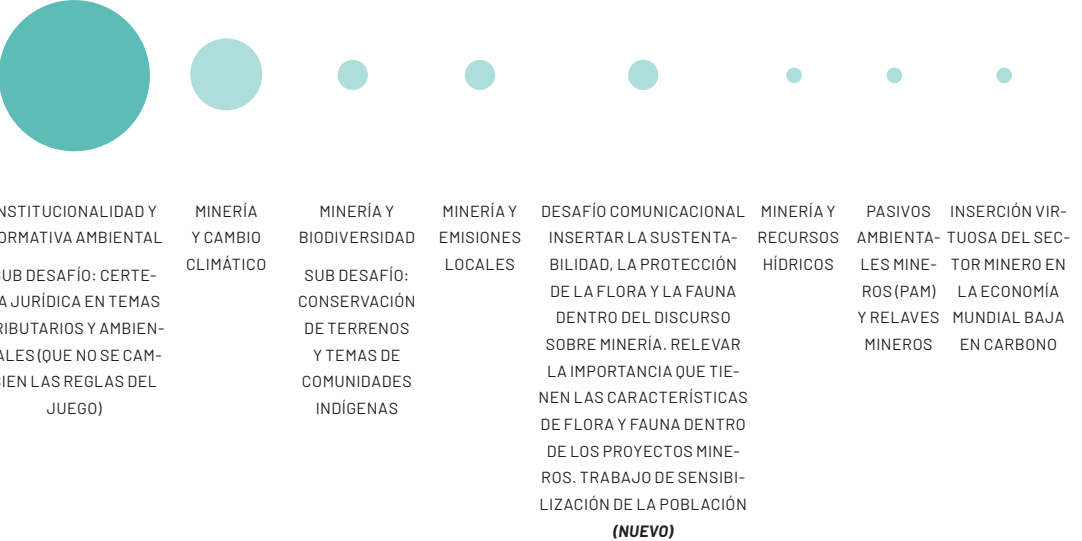 NSTITUCIONALIDAD Y
ORMATIVA AMBIENTAL
SUB DESAFÍO: CERTE-
A JURÍDICA EN TEMAS
RIBUTARIOS Y AMBIEN-
ALES (QUE NO SE CAM-
BIEN LAS REGLAS DEL
JUEGO)
MINERÍA
Y CAMBIO
CLIMÁTICO
MINERÍA Y
BIODIVERSIDAD
SUB DESAFÍO:
CONSERVACIÓN
DE TERRENOS
Y TEMAS DE
COMUNIDADES
INDÍGENAS
MINERÍA Y
EMISIONES
LOCALES
DESAFÍO COMUNICACIONAL
INSERTAR LA SUSTENTA-
BILIDAD, LA PROTECCIÓN
DE LA FLORA Y LA FAUNA
DENTRO DEL DISCURSO
SOBRE MINERÍA. RELEVAR
LA IMPORTANCIA QUE TIE-
NEN LAS CARACTERÍSTICAS
DE FLORA Y FAUNA DENTRO
DE LOS PROYECTOS MINE-
ROS. TRABAJO DE SENSIBI-
LIZACIÓN DE LA POBLACIÓN
(NUEVO)
MINERÍA Y
RECURSOS
HÍDRICOS
PASIVOS
AMBIENTA-
LES MINE-
ROS (PAM)
Y RELAVES
MINEROS
INSERCIÓN VIR-
TUOSA DEL SEC-
TOR MINERO EN
LA ECONOMÍA
MUNDIAL BAJA
EN CARBONO